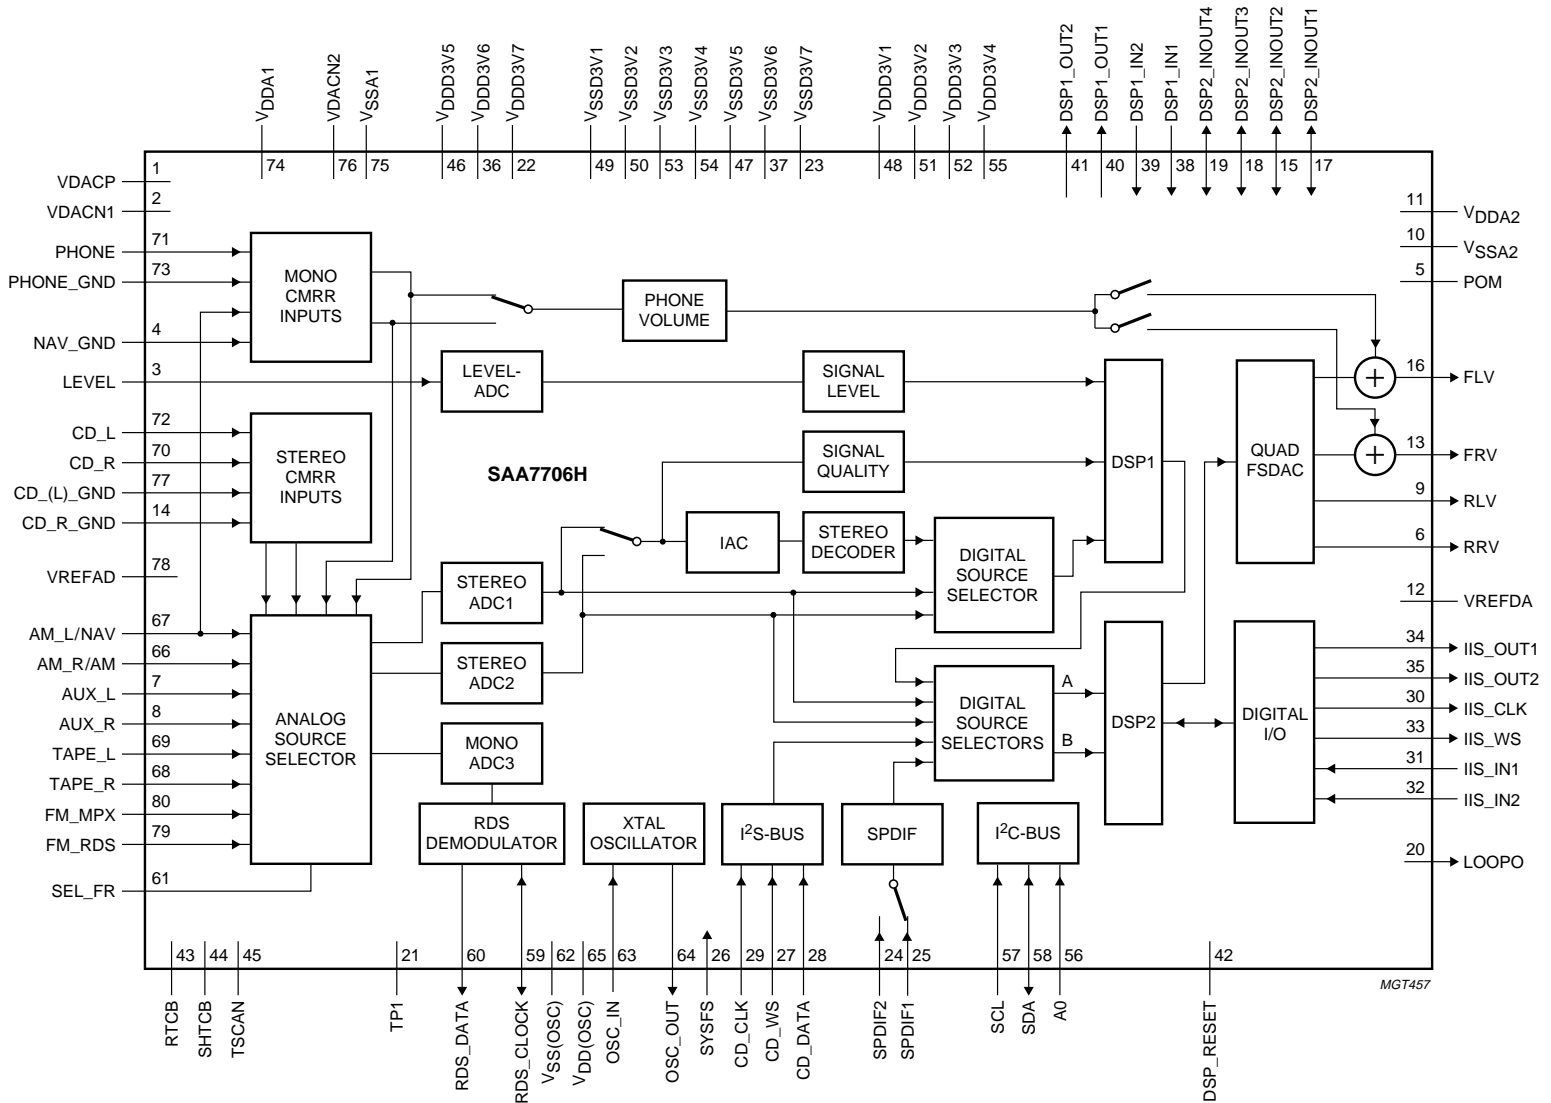 VDDA1
VDACN2
VSSA1
VDDD3V5
VDDD3V6
VDDD3V7
VSSD3V1
VSSD3V2
VSSD3V3
VSSD3V4
VSSD3V5
VSSD3V6
VSSD3V7
VDDD3V1
VDDD3V2
VDDD3V3
VDDD3V4
DSP1_OUT2
DSP1_OUT1
DSP1_IN2
DSP1_IN1
DSP2_INOUT4
DSP2_INOUT3
DSP2_INOUT2
DSP2_INOUT1
74 76 75 46 36 22 49 50 53 54 47 37 23 48 51 52 55 41 40 39 38 19 18 15 17
VDACP 1
VDACN1 2
PHONE 71
PHONE_GND 73
NAV_GND 4
LEVEL 3
CD_L 72
CD_R 70
CD_(L)_GND 77
CD_R_GND 14
VREFAD 78
AM_L/NAV 67
AM_R/AM 66
AUX_L 7
AUX_R 8
TAPE_L 69
TAPE_R 68
FM_MPX 80
FM_RDS 79
SEL_FR 61
MONO
CMRR
INPUTS
STEREO
CMRR
INPUTS
ANALOG
SOURCE
SELECTOR
PHONE
VOLUME
LEVEL-
ADC
SIGNAL
LEVEL
SAA7706H
SIGNAL
QUALITY
IAC
STEREO
DECODER
STEREO
ADC1
STEREO
ADC2
MONO
ADC3
RDS
DEMODULATOR
XTAL
OSCILLATOR
I2S-BUS
SPDIF
I2C-BUS
DIGITAL
SOURCE
SELECTOR
DIGITAL
SOURCE
SELECTORS
A
B
DSP1
DSP2
QUAD
FSDAC
DIGITAL
I/O
+
+
11 VDDA2
10 VSSA2
5 POM
16 FLV
13 FRV
9 RLV
6 RRV
12 VREFDA
34 IIS_OUT1
35 IIS_OUT2
30 IIS_CLK
33 IIS_WS
31 IIS_IN1
32 IIS_IN2
20 LOOPO
43 44 45 21 60 59 62 65 63 64 26 29 27 28 24 25 57 58 56 42
RTCB
SHTCB
TSCAN
TP1
RDS_DATA
RDS_CLOCK
VSS(OSC)
VDD(OSC)
OSC_IN
OSC_OUT
SYSFS
CD_CLK
CD_WS
CD_DATA
SPDIF2
SPDIF1
SCL
SDA
A0
DSP_RESET
MGT457